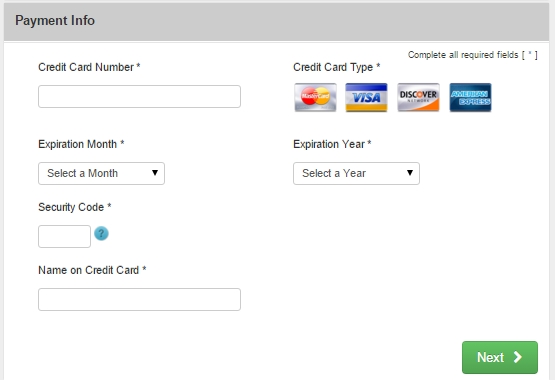 Payment Info
Complete all required fields [ * ]
Credit Card Number *
Credit Card Type *
MasterCard
VISA
DISCOVER
NETWORK
AMERICAN
EXPRESS
Expiration Month *
Expiration Year *
Select a Month
Select a Year
Security Code *
?
Name on Credit Card *
Next